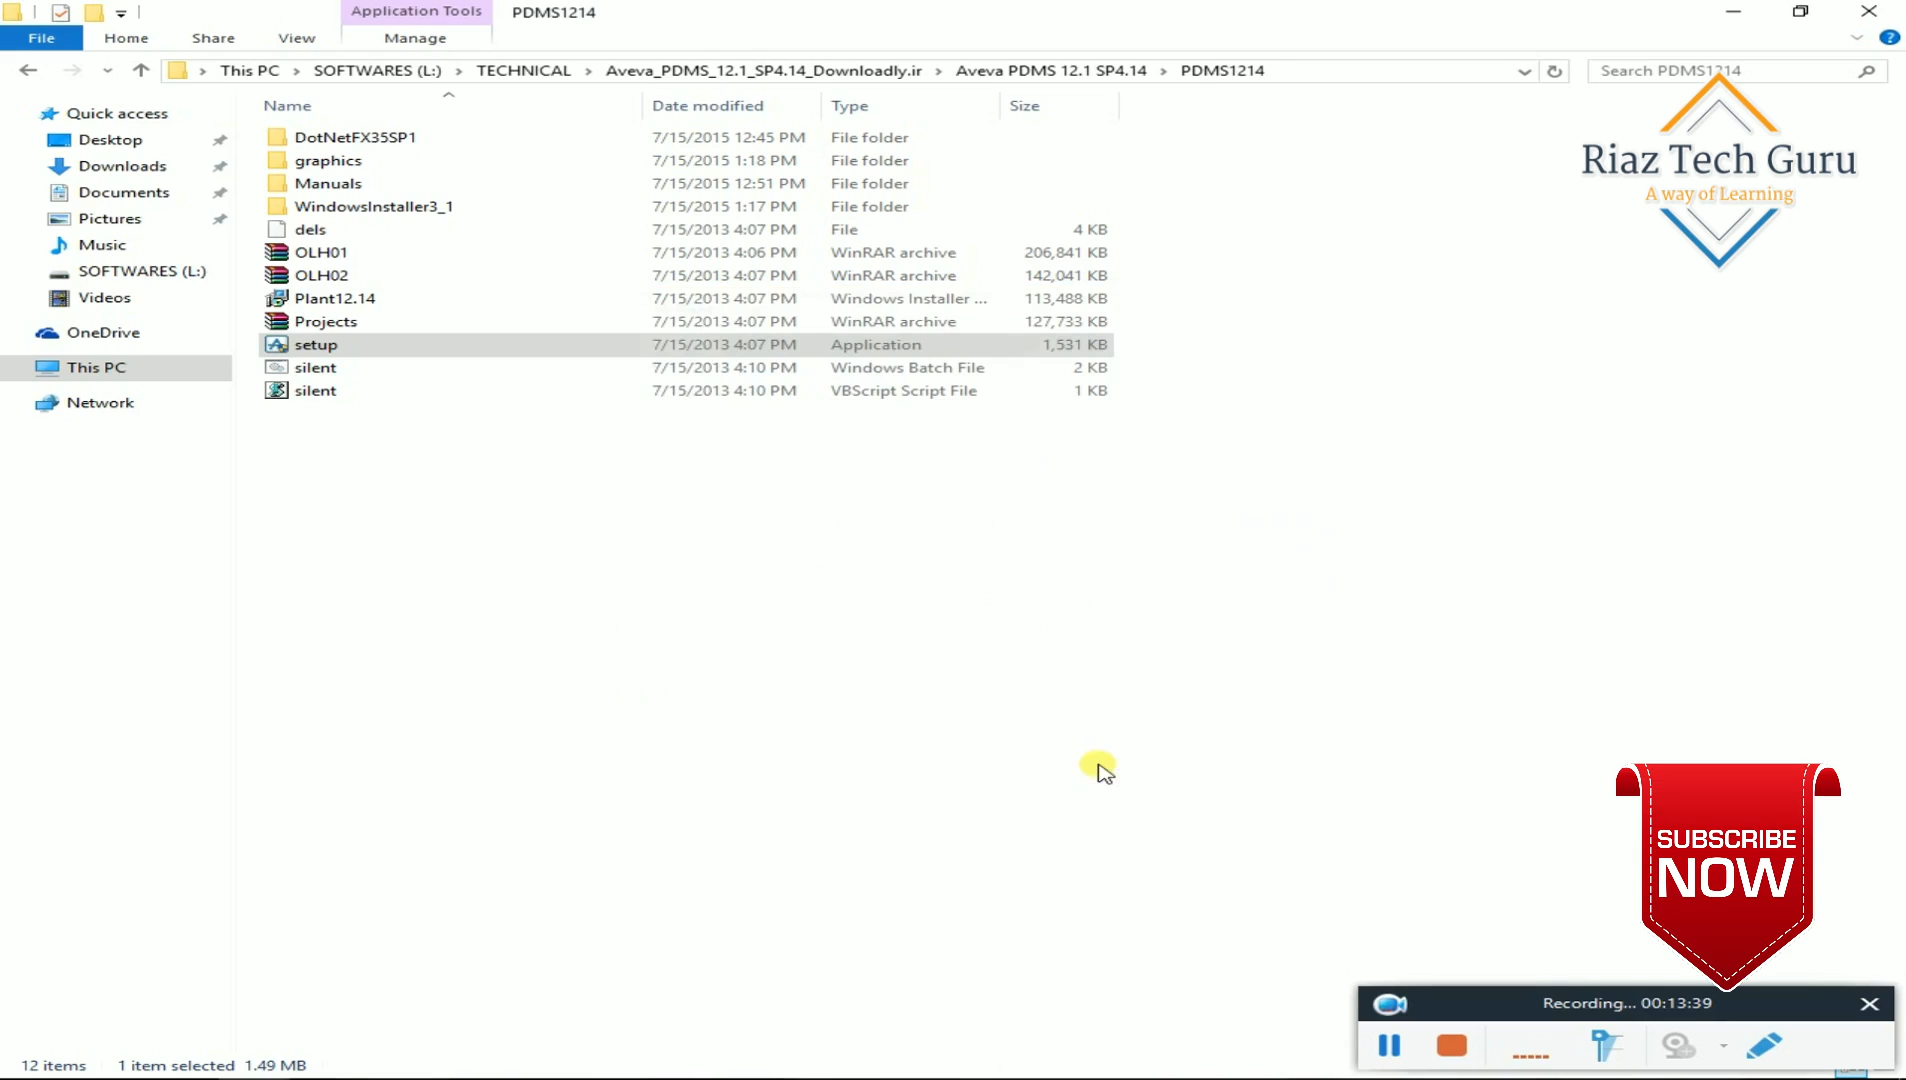 Application Tools PDMS1214
File Home Share View Manage
This PC SOFTWARES (L:) TECHNICAL Aveva_PDMS_12.1_SP4.14_Downloadly.ir Aveva PDMS 12.1 SP4.14 PDMS1214 Search PDMS1214
Name Date modified Type Size
Quick access
Desktop
Downloads
Documents
Pictures
Music
SOFTWARES (L:)
Videos
OneDrive
This PC
Network
DotNetFX35SP1 7/15/2015 12:45 PM File folder
graphics 7/15/2015 1:18 PM File folder
Manuals 7/15/2015 12:51 PM File folder
WindowsInstaller3_1 7/15/2015 1:17 PM File folder
dels 7/15/2013 4:07 PM File 4 KB
OLH01 7/15/2013 4:06 PM WinRAR archive 206,841 KB
OLH02 7/15/2013 4:07 PM WinRAR archive 142,041 KB
Plant12.14 7/15/2013 4:07 PM Windows Installer ... 113,488 KB
Projects 7/15/2013 4:07 PM WinRAR archive 127,733 KB
setup 7/15/2013 4:07 PM Application 1,531 KB
silent 7/15/2013 4:10 PM Windows Batch File 2 KB
silent 7/15/2013 4:10 PM VBScript Script File 1 KB
Riaz Tech Guru
A way of Learning
SUBSCRIBE
NOW
Recording... 00:13:39
12 items 1 item selected 1.49 MB